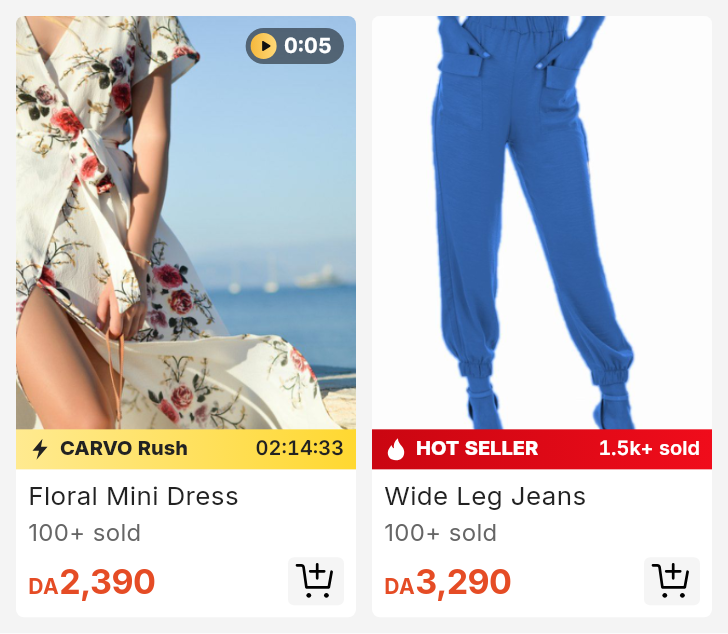 0:05
CARVO Rush 02:14:33
Floral Mini Dress
100+ sold
DA2,390
HOT SELLER 1.5k+ sold
Wide Leg Jeans
100+ sold
DA3,290